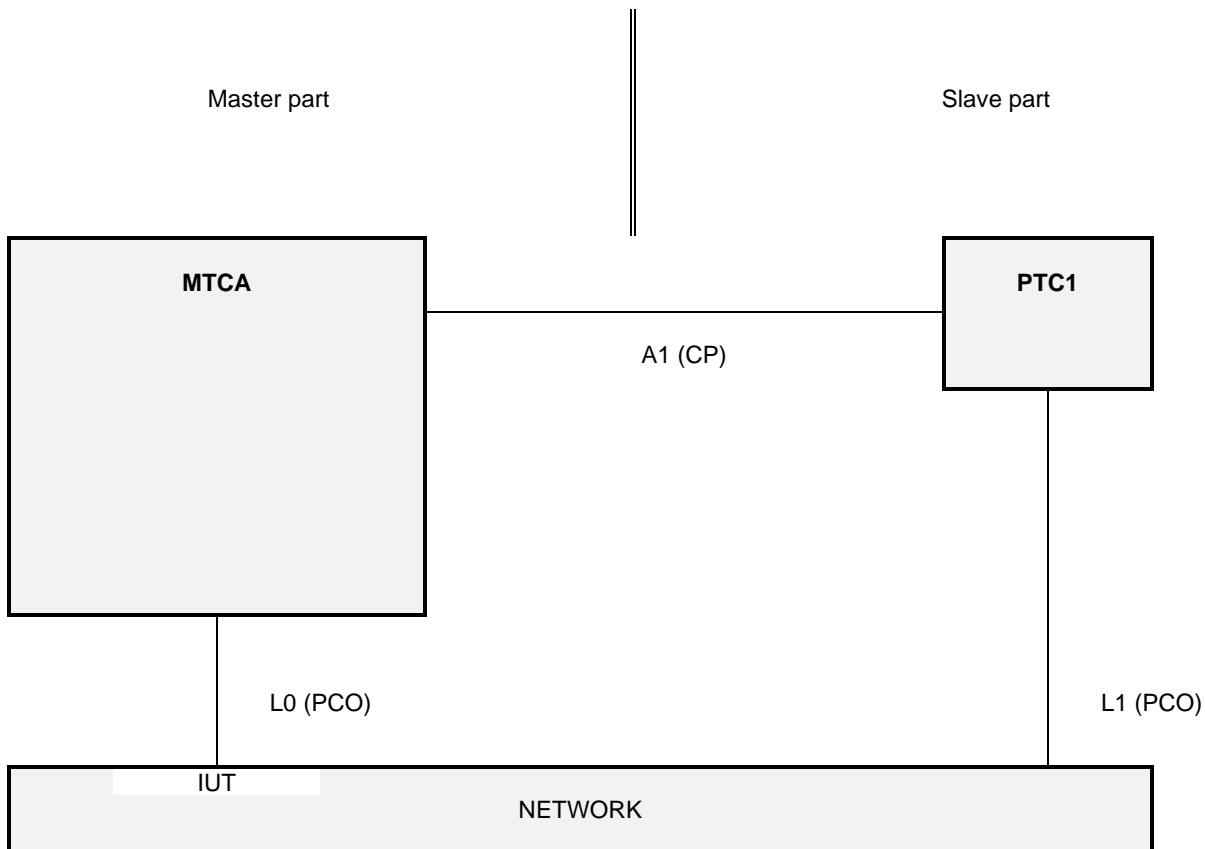 Master part
Slave part
MTCA
PTC1
A1 (CP)
L0 (PCO)
L1 (PCO)
IUT
NETWORK